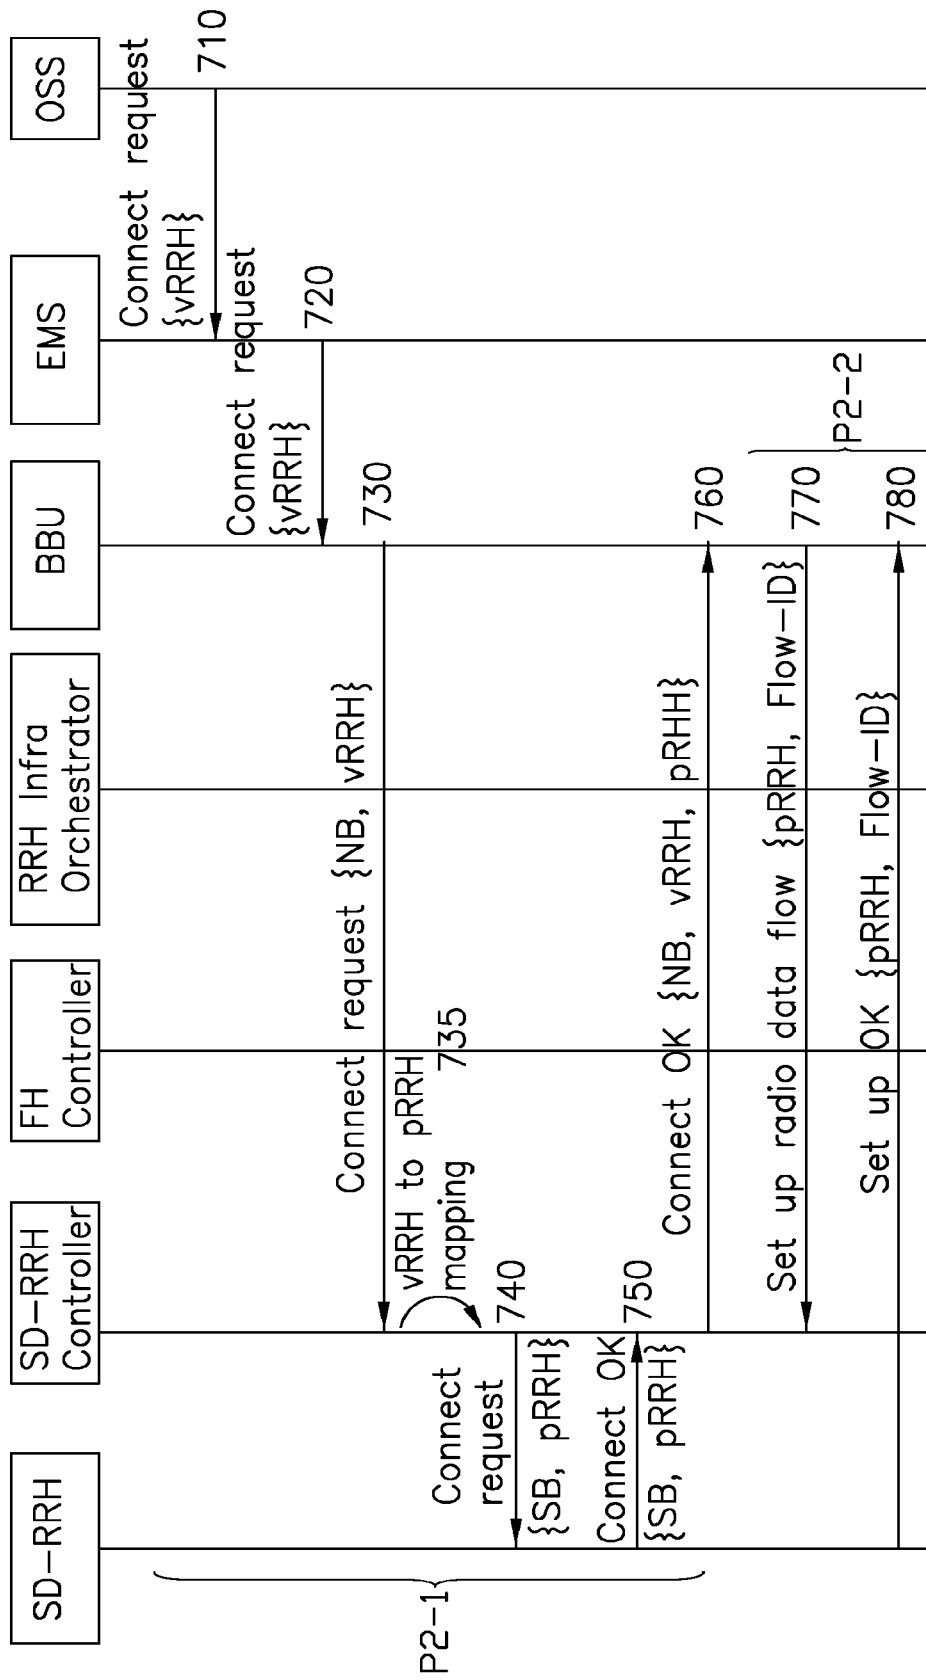 SD-RRH
SD-RRH
Controller
FH
Controller
RRH Infra
Orchestrator
BBU
EMS
OSS
Connect request
{vRRH}
710
Connect request
{vRRH}
720
Connect request {NB, vRRH}
730
vRRH to pRRH
mapping
735
Connect
request
740
{SB, pRRH}
Connect OK
750
{SB, pRRH}
P2-1
Connect OK {NB, vRRH, pRHH}
760
Set up radio data flow {pRRH, Flow-ID}
770
Set up OK {pRRH, Flow-ID}
780
P2-2